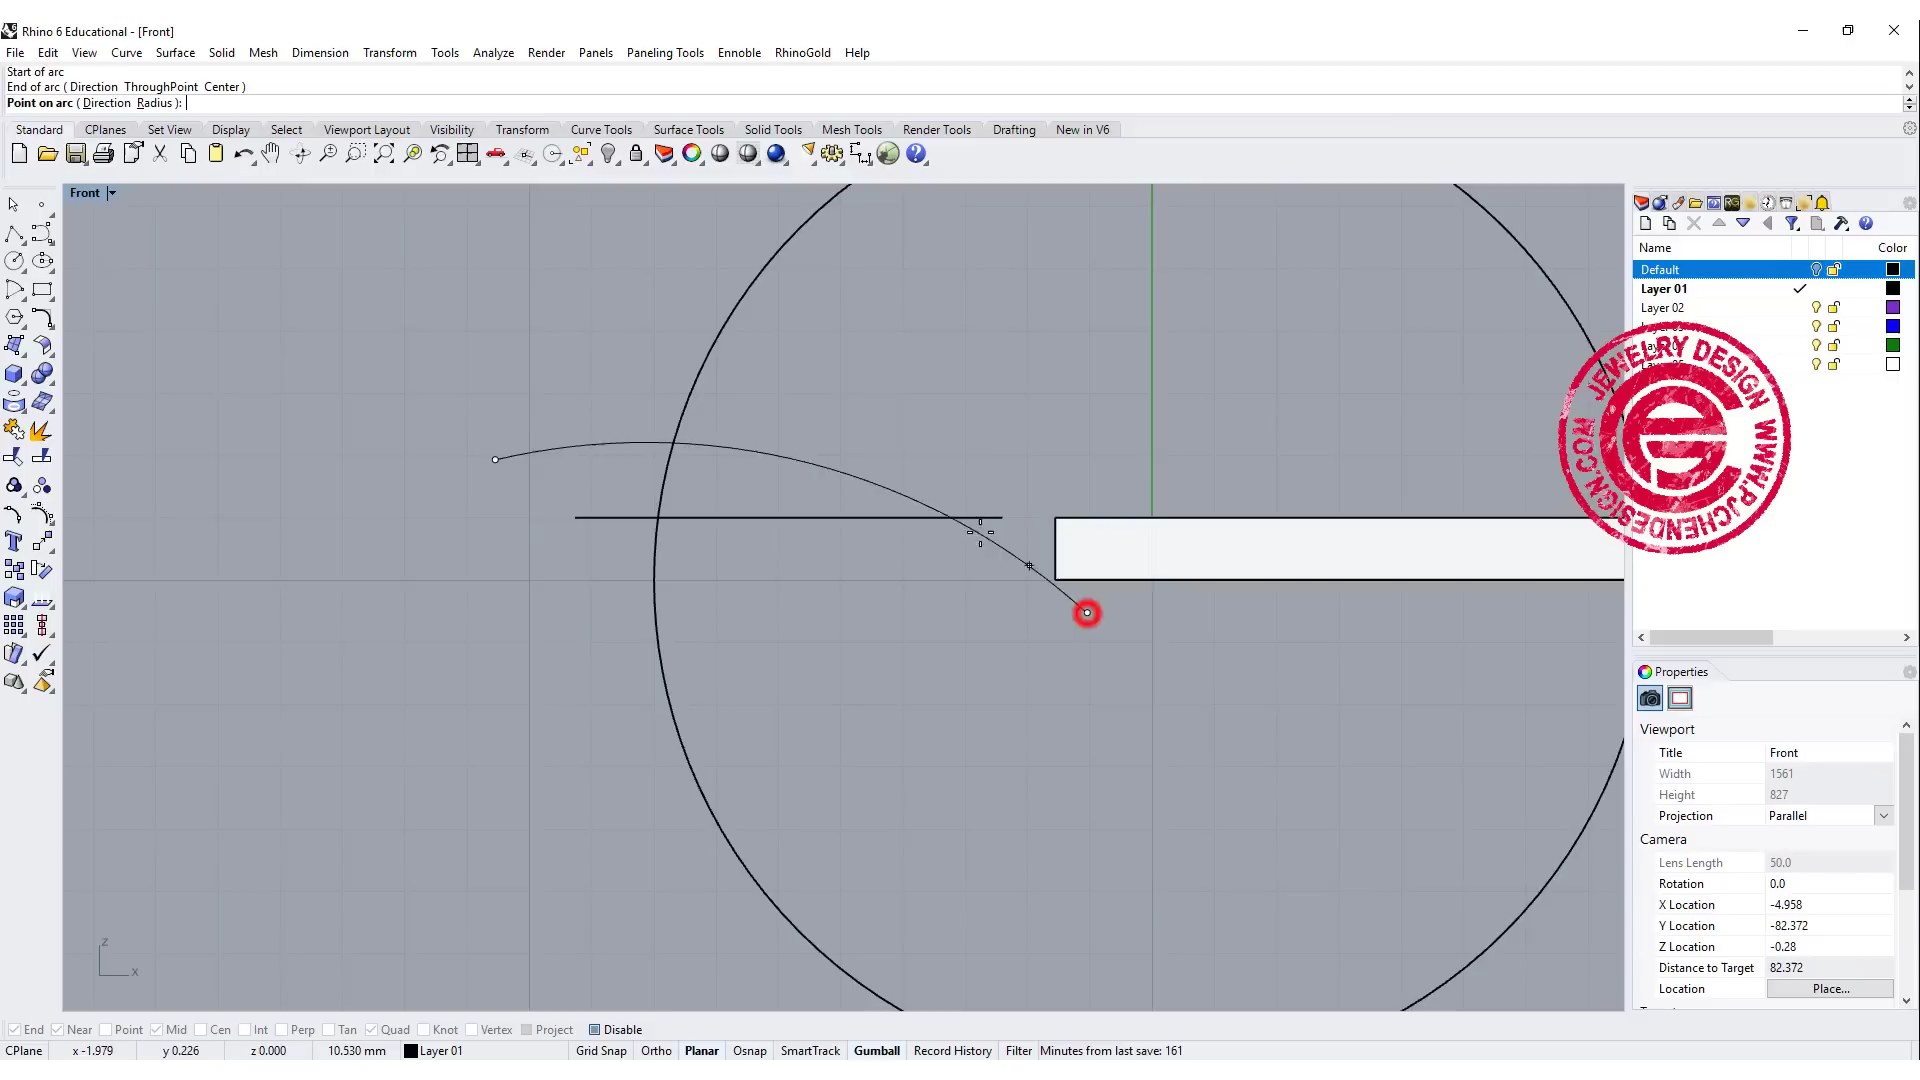 Rhino 6 Educational - [Front]
File Edit View Curve Surface Solid Mesh Dimension Transform Tools Analyze Render Panels Paneling Tools Ennoble RhinoGold Help
Start of arc
End of arc ( Direction ThroughPoint Center )
Point on arc ( Direction Radius ):
Standard CPlanes Set View Display Select Viewport Layout Visibility Transform Curve Tools Surface Tools Solid Tools Mesh Tools Render Tools Drafting New in V6
Front
Name Color
Default
Layer 01
Layer 02
JEWELRY DESIGN
WWW.PJCHENDESIGN.COM
Properties
Viewport
Title Front
Width 1561
Height 827
Projection Parallel
Camera
Lens Length 50.0
Rotation 0.0
X Location -4.958
Y Location -82.372
Z Location -0.28
Distance to Target 82.372
Location Place...
z
x
End Near Point Mid Cen Int Perp Tan Quad Knot Vertex Project Disable
CPlane x -1.979 y 0.226 z 0.000 10.530 mm Layer 01 Grid Snap Ortho Planar Osnap SmartTrack Gumball Record History Filter Minutes from last save: 161